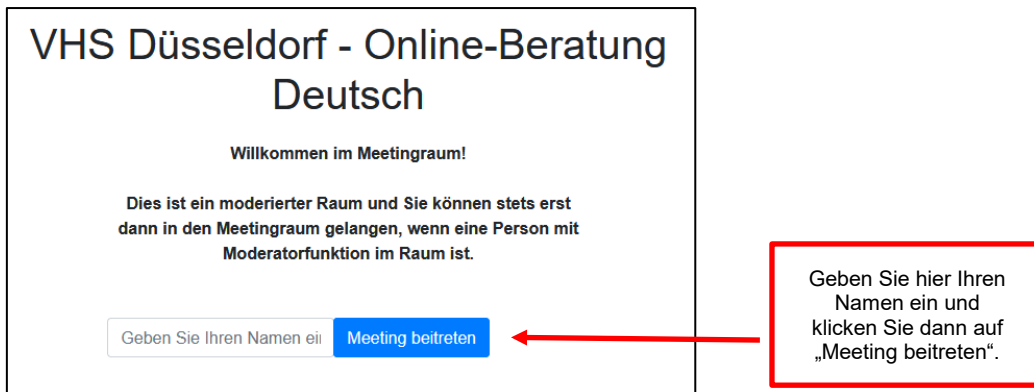 VHS Düsseldorf - Online-Beratung
Deutsch
Willkommen im Meetingraum!
Dies ist ein moderierter Raum und Sie können stets erst
dann in den Meetingraum gelangen, wenn eine Person mit
Moderatorfunktion im Raum ist.
Geben Sie Ihren Namen ein Meeting beitreten
Geben Sie hier Ihren
Namen ein und
klicken Sie dann auf
„Meeting beitreten“.